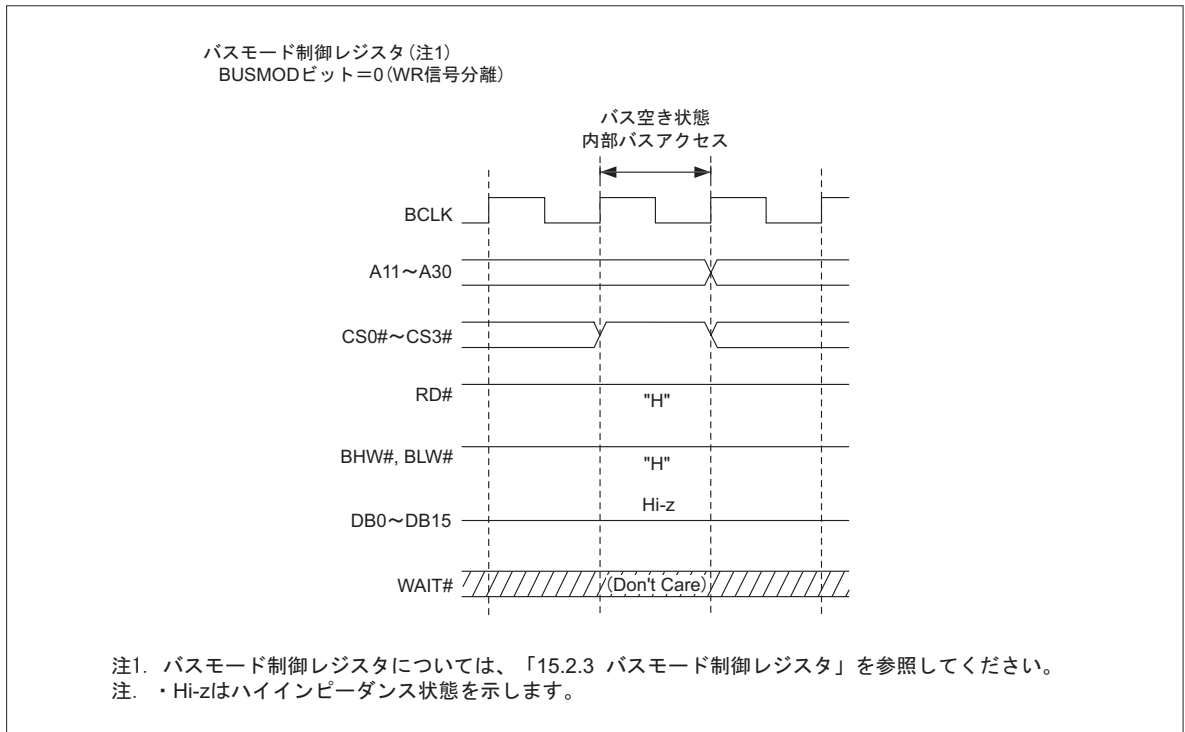 バスモード制御レジスタ(注1)
BUSMODビット＝0(WR信号分離)
バス空き状態
内部バスアクセス
BCLK
A11～A30
CS0#～CS3#
RD#
"H"
BHW#, BLW#
"H"
Hi-z
DB0～DB15
WAIT#
(Don't Care)
注1. バスモード制御レジスタについては、「15.2.3 バスモード制御レジスタ」を参照してください。
注. ・Hi-zはハイインピーダンス状態を示します。